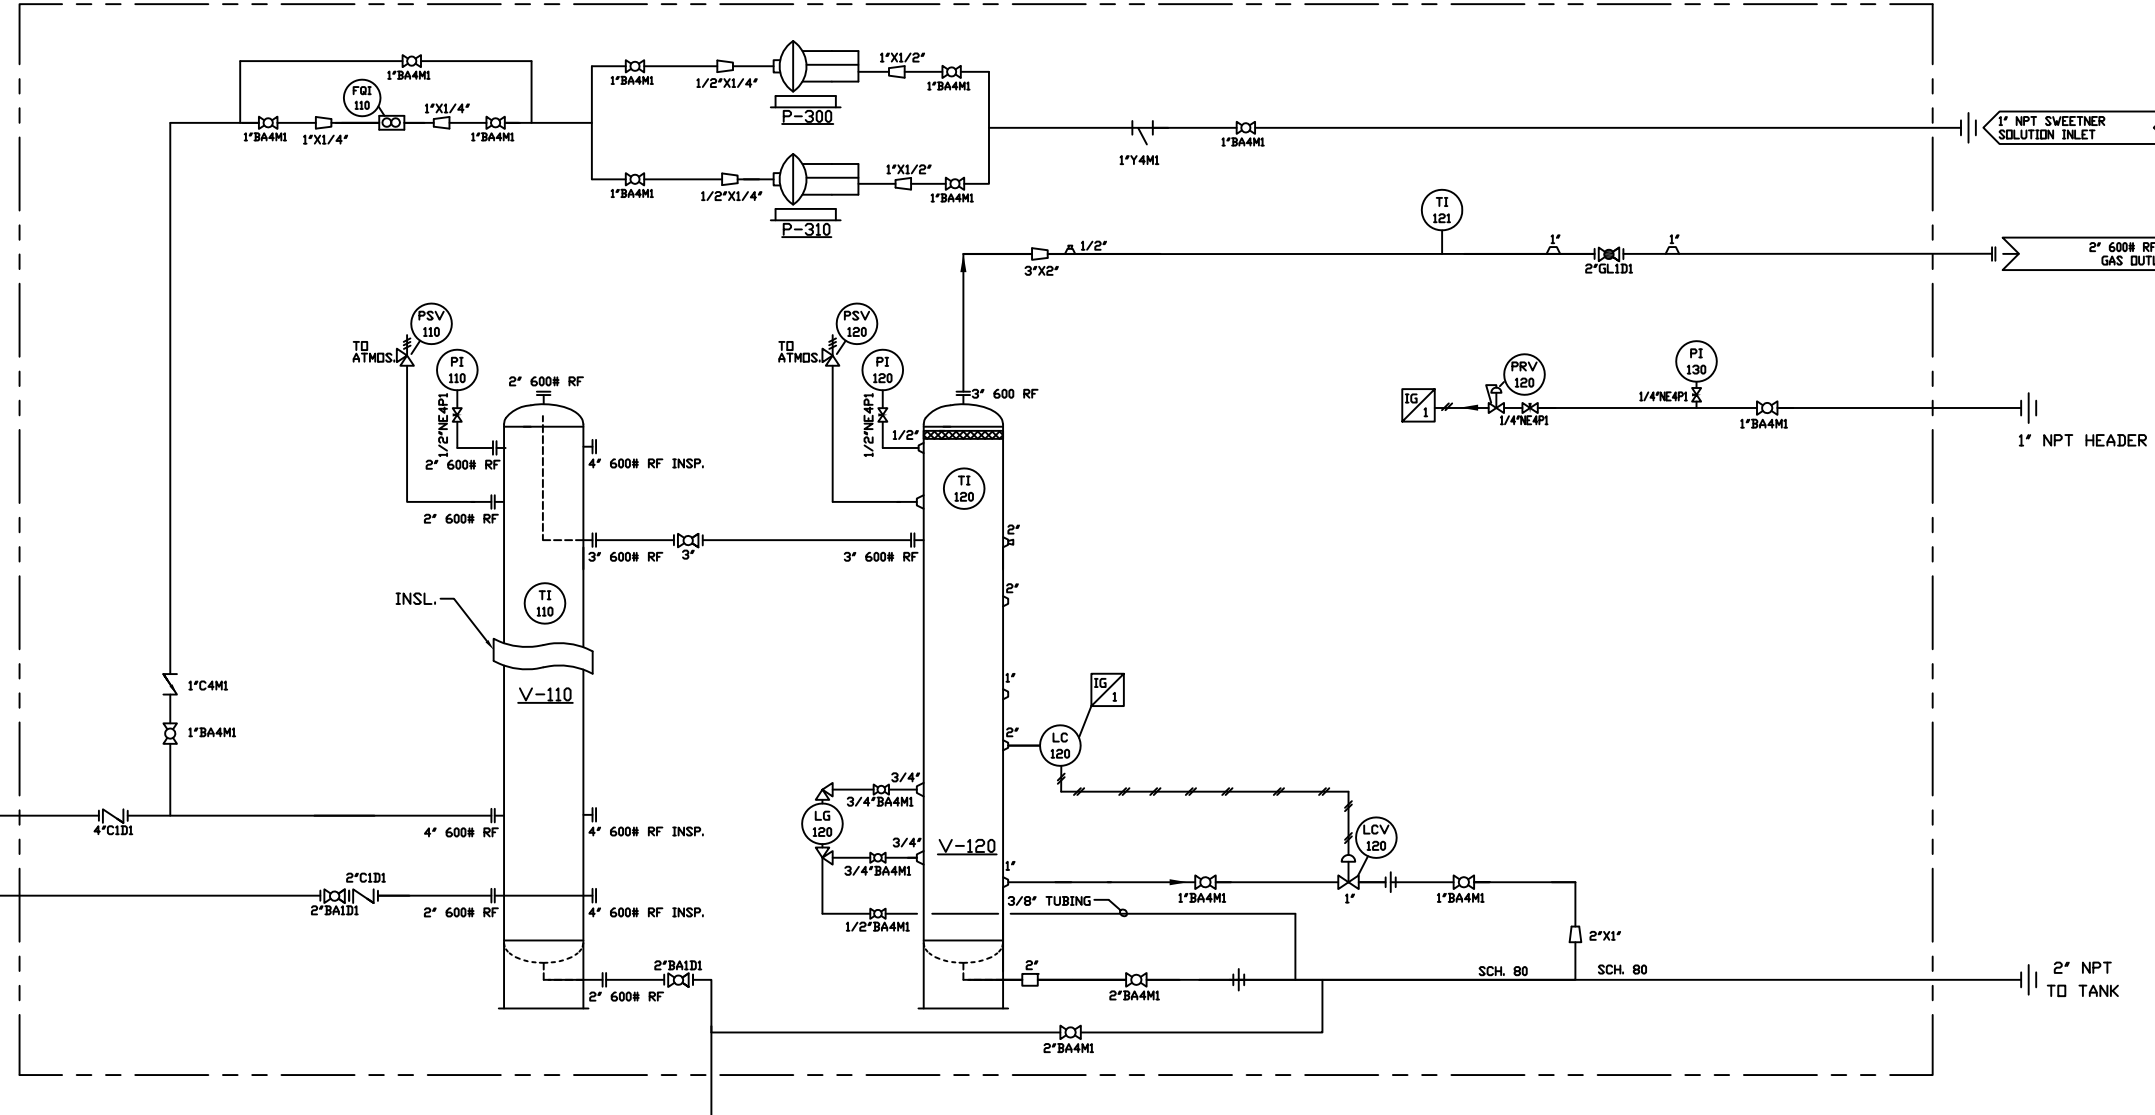 1"BA4M1
FQI
110
1"BA4M1
1"X1/4"
1"X1/4"
1"BA4M1
1"BA4M1
1/2"X1/4"
P-300
1"X1/2"
1"BA4M1
1"BA4M1
1/2"X1/4"
P-310
1"X1/2"
1"BA4M1
1"Y4M1
1"BA4M1
1" NPT SWEETNER
SOLUTION INLET
TI
121
1/2"
3"X2"
1"
2"GL1D1
1"
2" 600# RF
GAS OUTL
PSV
110
TO
ATMOS.
PI
110
1/2"NE4P1
2" 600# RF
2" 600# RF
4" 600# RF INSP.
2" 600# RF
3" 600# RF
3"
3" 600# RF
PSV
120
TO
ATMOS.
PI
120
1/2"NE4P1
1/2"
3" 600 RF
TI
120
2"
2"
1"
2"
IG
1
PRV
120
1/4"NE4P1
PI
130
1/4"NE4P1
1"BA4M1
1" NPT HEADER
TI
110
INSL.
V-110
1"C4M1
1"BA4M1
4"C1D1
4" 600# RF
4" 600# RF INSP.
2"C1D1
2"BA1D1
2" 600# RF
4" 600# RF INSP.
2" 600# RF
2"BA1D1
IG
1
LC
120
3/4"
3/4"BA4M1
LG
120
3/4"
3/4"BA4M1
V-120
1"
1/2"BA4M1
3/8" TUBING
1"BA4M1
LCV
120
1"
1"BA4M1
2"X1"
2"
2"BA4M1
SCH. 80
SCH. 80
2" NPT
TO TANK
2"BA4M1